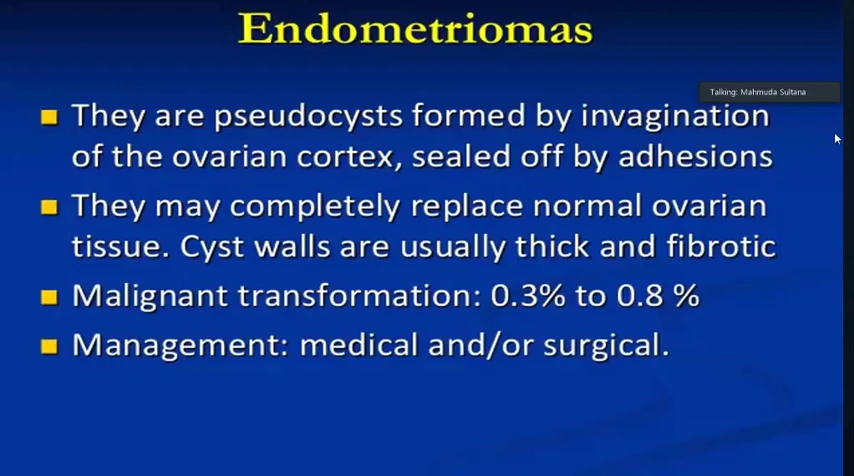 Endometriomas
Talking: Mahmuda Sultana
They are pseudocysts formed by invagination
of the ovarian cortex, sealed off by adhesions
They may completely replace normal ovarian
tissue. Cyst walls are usually thick and fibrotic
Malignant transformation: 0.3% to 0.8 %
Management: medical and/or surgical.